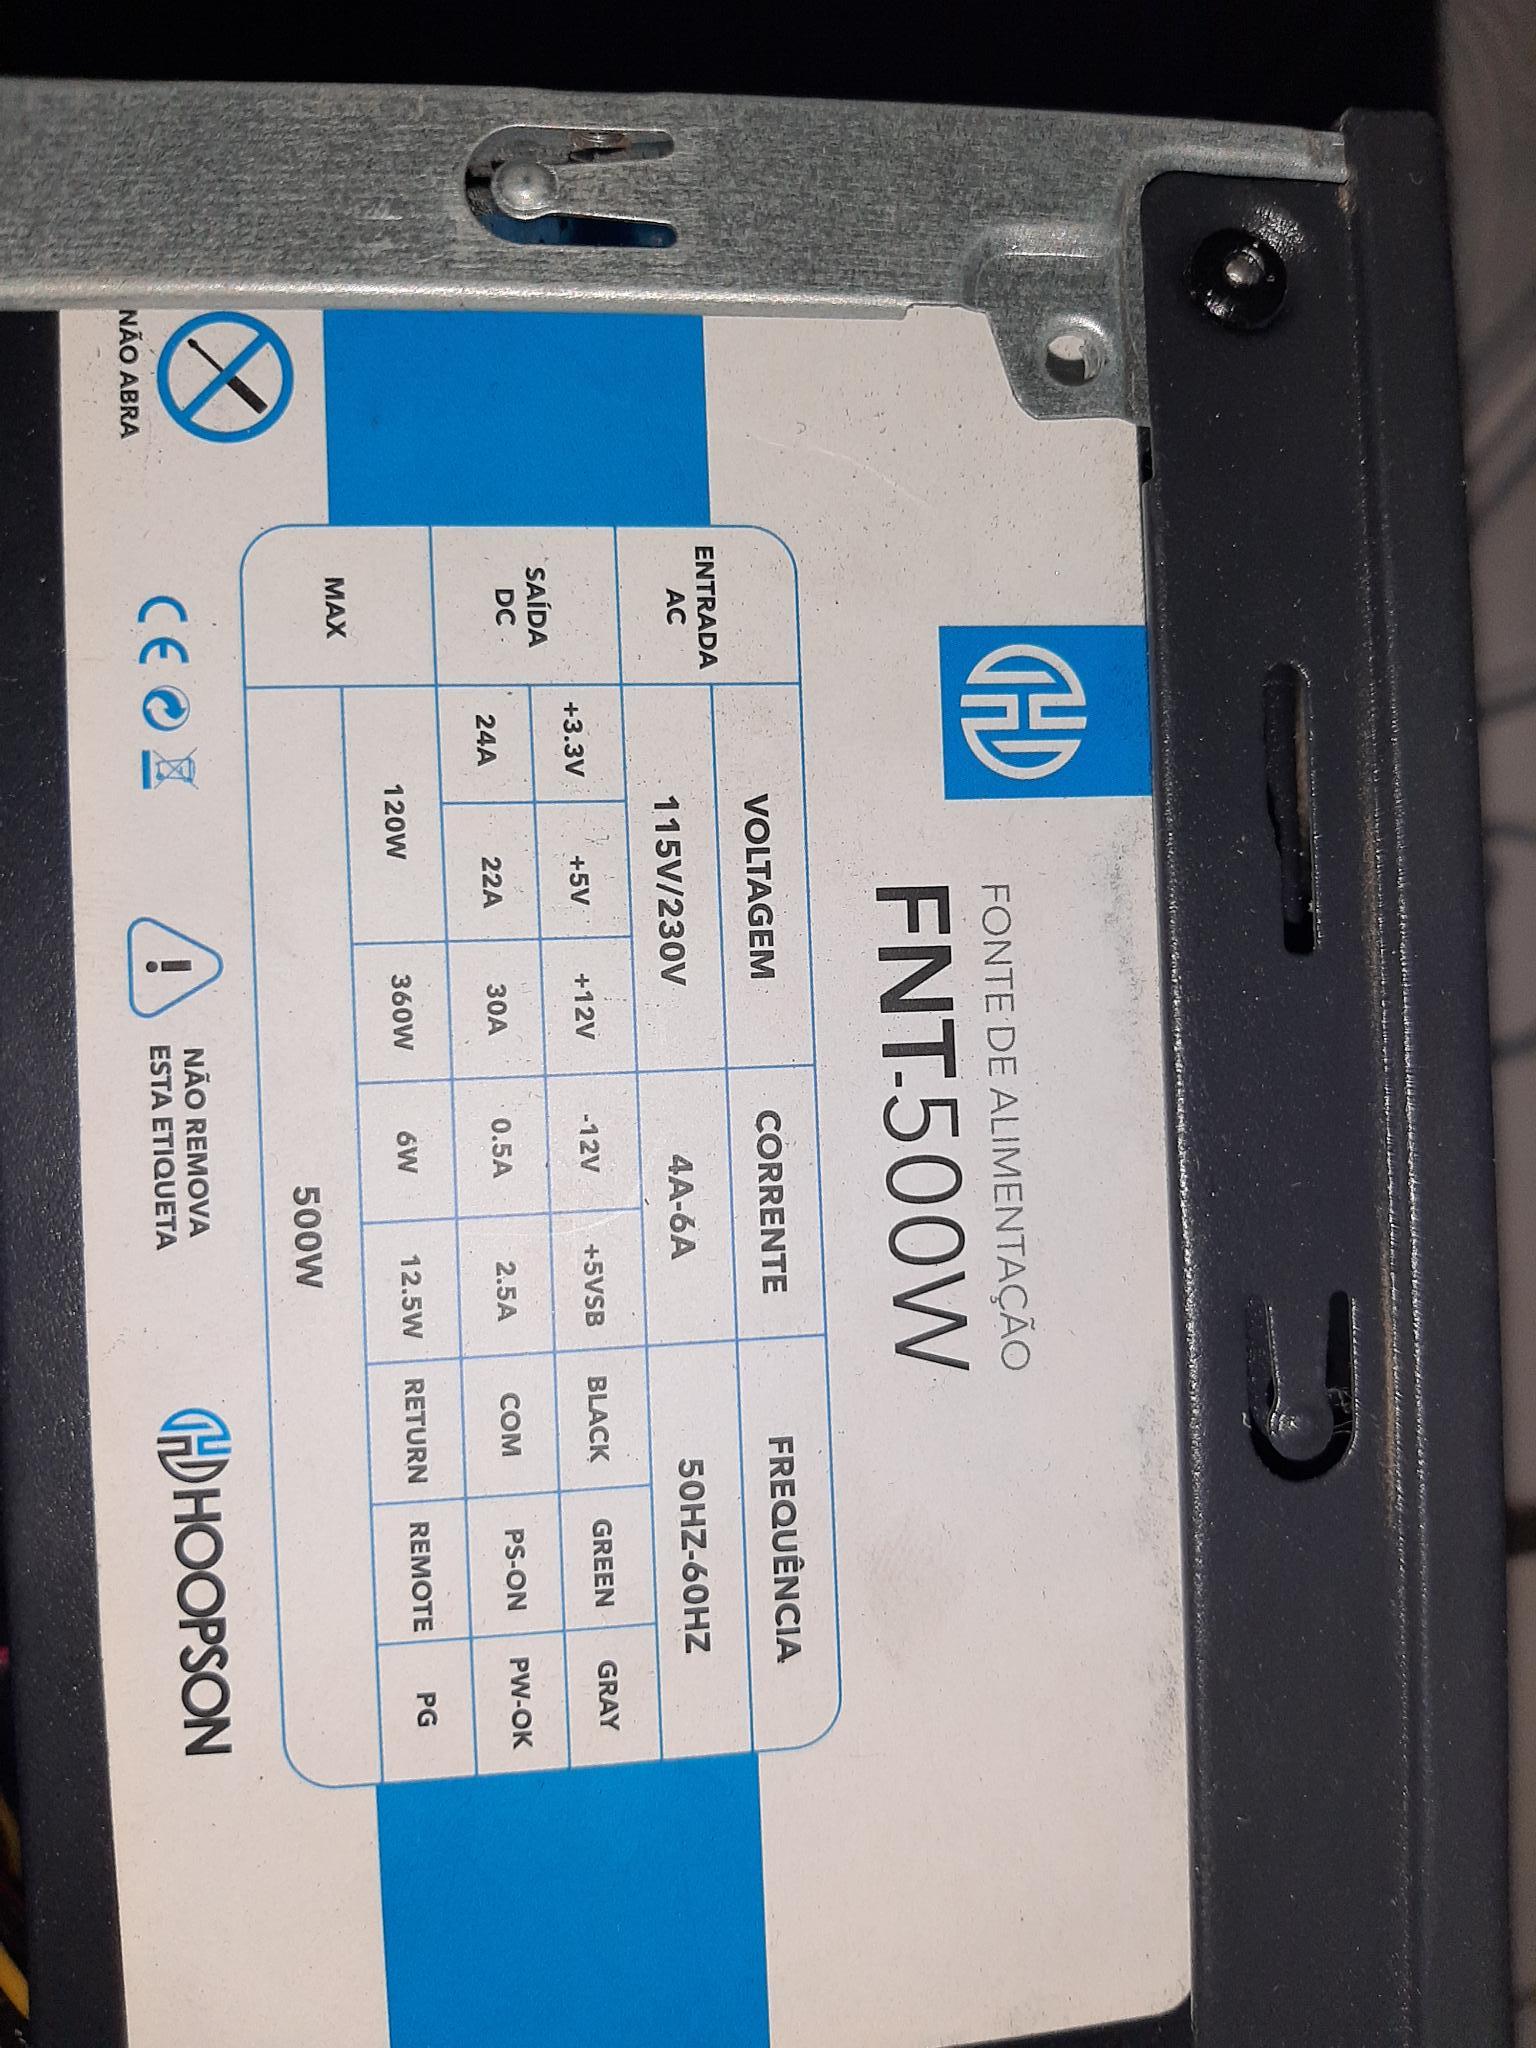 FONTE DE ALIMENTAÇÃO
FNT-500W
VOLTAGEM CORRENTE FREQUÊNCIA
ENTRADA
AC
115V/230V 4A-6A 50HZ-60HZ
SAÍDA
DC
+3.3V +5V +12V -12V +5VSB BLACK GREEN GRAY
24A 22A 30A 0.5A 2.5A COM PS-ON PW-OK
MAX
120W 360W 6W 12.5W RETURN REMOTE PG
500W
NÃO ABRA
CE
NÃO REMOVA
ESTA ETIQUETA
HOOPSON